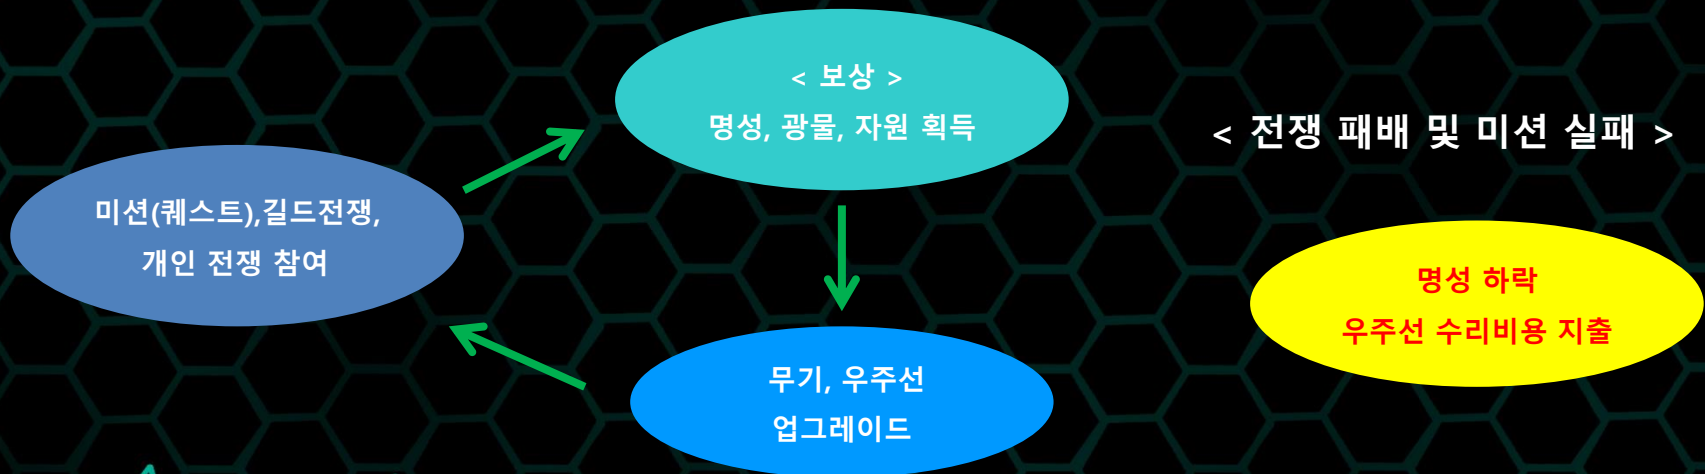 < 보상 >
명성, 광물, 자원 획득
< 전쟁 패배 및 미션 실패 >
미션(퀘스트),길드전쟁,
개인 전쟁 참여
명성 하락
우주선 수리비용 지출
무기, 우주선
업그레이드